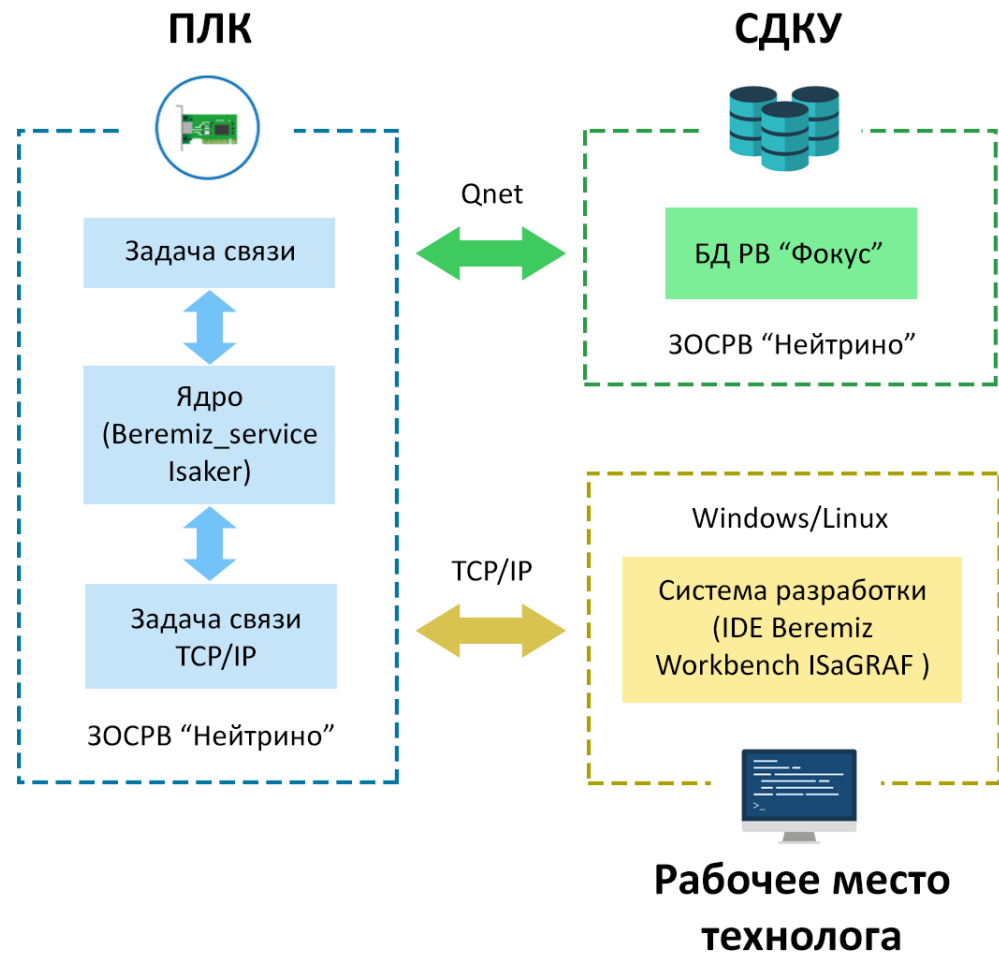 ПЛК
Задача связи
Ядро
(Beremiz_service
Isaker)
Задача связи
TCP/IP
ЗОСРВ “Нейтрино”
Qnet
TCP/IP
СДКУ
БД РВ “Фокус”
ЗОСРВ “Нейтрино”
Windows/Linux
Система разработки
(IDE Beremiz
Workbench ISaGRAF )
>_
Рабочее место
технолога